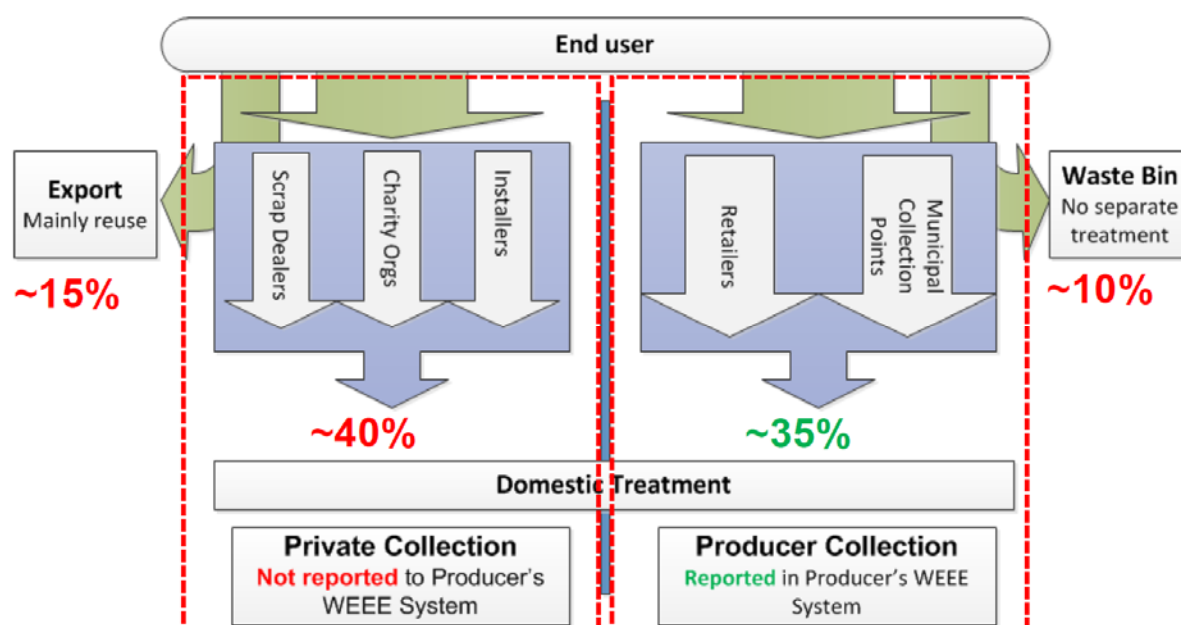 End user
Export
Mainly reuse
~15%
Scrap Dealers
Charity Orgs
Installers
Retailers
Municipal
Collection
Points
Waste Bin
No separate
treatment
~10%
~40%
~35%
Domestic Treatment
Private Collection
Not reported to Producer's
WEEE System
Producer Collection
Reported in Producer's WEEE
System